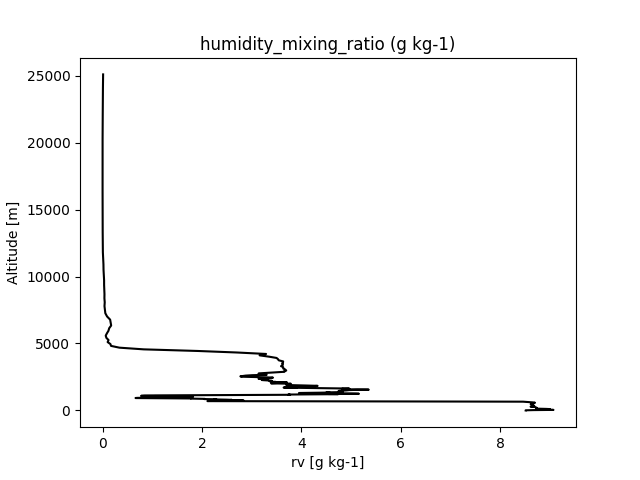 humidity_mixing_ratio (g kg-1)
25000
20000
15000
10000
5000
0
Altitude [m]
0 2 4 6 8
rv [g kg-1]